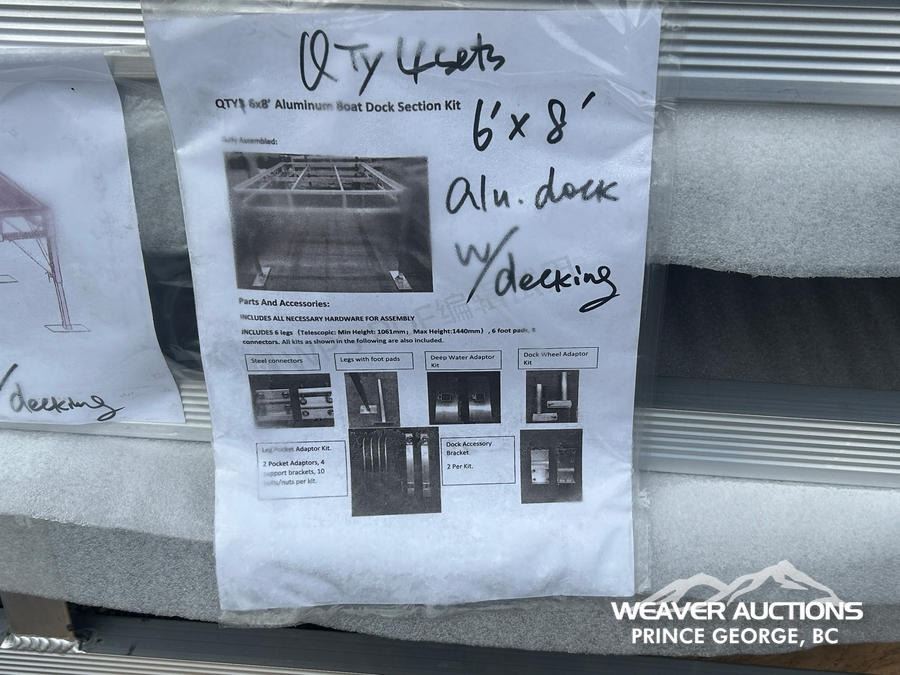 QTY 4 sets
QTY3 6x8' Aluminum Boat Dock Section Kit
6' x 8'
Fully Assembled:
alu. dock
w/ decking
Parts And Accessories:
INCLUDES ALL NECESSARY HARDWARE FOR ASSEMBLY
INCLUDES 6 legs (Telescopic: Min Height: 1061mm; Max Height:1440mm) , 6 foot pads, 8
connectors. All kits as shown in the following are also included.
Steel connectors
Legs with foot pads
Deep Water Adaptor
Kit
Dock Wheel Adaptor
Kit
Leg Pocket Adaptor Kit.
2 Pocket Adaptors, 4
support brackets, 10
bolts/nuts per kit.
Dock Accessory
Bracket
2 Per Kit.
w/ decking
WEAVER AUCTIONS
PRINCE GEORGE, BC